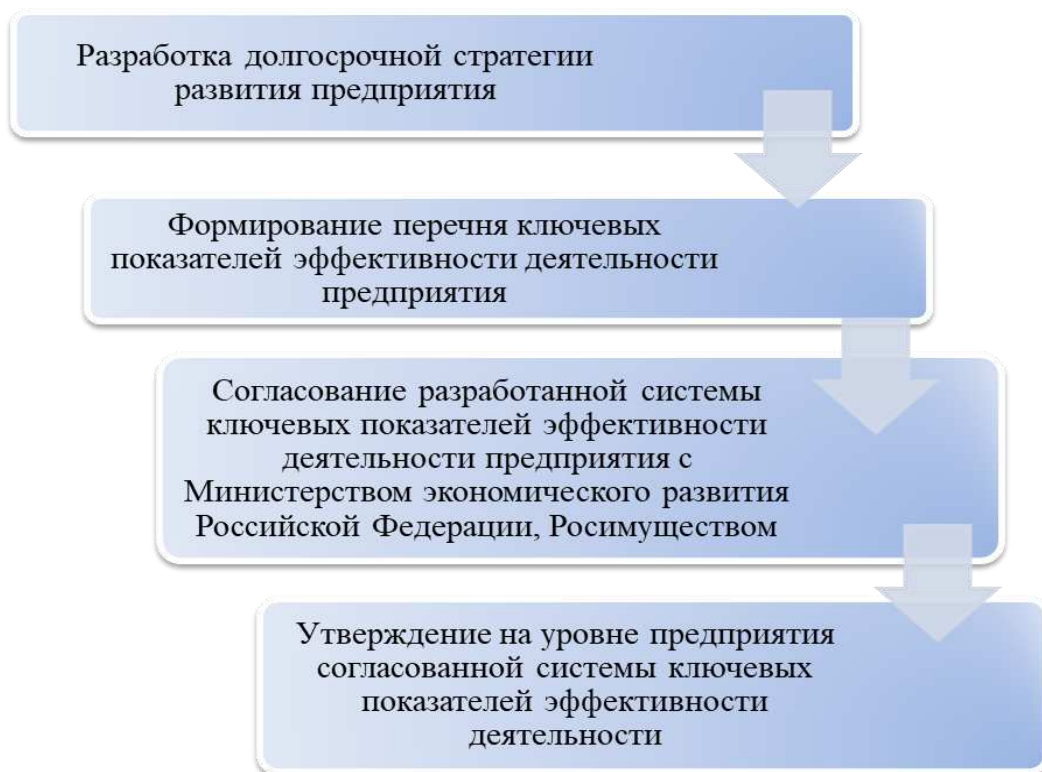 Разработка долгосрочной стратегии
развития предприятия
Формирование перечня ключевых
показателей эффективности деятельности
предприятия
Согласование разработанной системы
ключевых показателей эффективности
деятельности предприятия с
Министерством экономического развития
Российской Федерации, Росимуществом
Утверждение на уровне предприятия
согласованной системы ключевых
показателей эффективности
деятельности